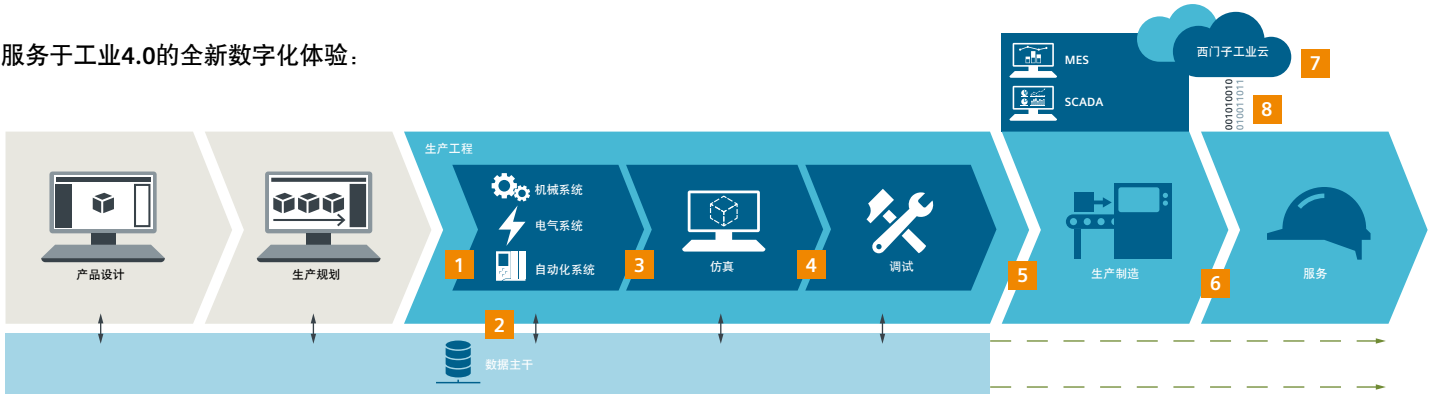 服务于工业4.0的全新数字化体验：
MES
SCADA
西门子工业云
7
001010010
010011011
8
产品设计
生产规划
生产工程
机械系统
电气系统
自动化系统
1
3
仿真
4
调试
5
生产制造
6
服务
2
数据主干